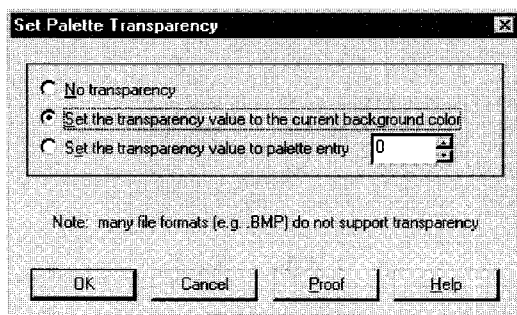 Set Palette Transparency
No transparency
Set the transparency value to the current background color
Set the transparency value to palette entry 0
Note: many file formats (e.g. .BMP) do not support transparency
OK Cancel Proof Help